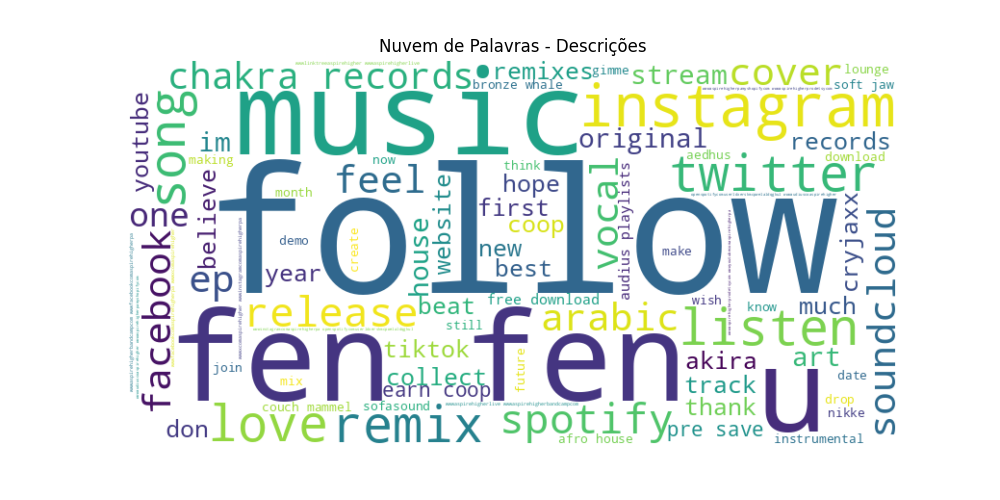 Nuvem de Palavras - Descrições
chakra records
remixes
gimme
stream
cover
lounge
bronze whale
soft jaw
youtube
song
im
music
instagram
original
records
making
now
think
aedhus
download
believe
month
feel
website
hope
vocal
audius playlists
twitter
one
follow
first
coop
cryjaxx
facebook
demo
create
house
new
make
soundcloud
ep
year
best
release
beat
free download
wish
know
much
still
arabic
listen
fen fen
tiktok
future
akira
art
join
mix
collect
earn coop
track
u
date
drop
couch mammel
sofasound
thank
nikke
don
love
remix
spotify
pre save
afro house
instrumental